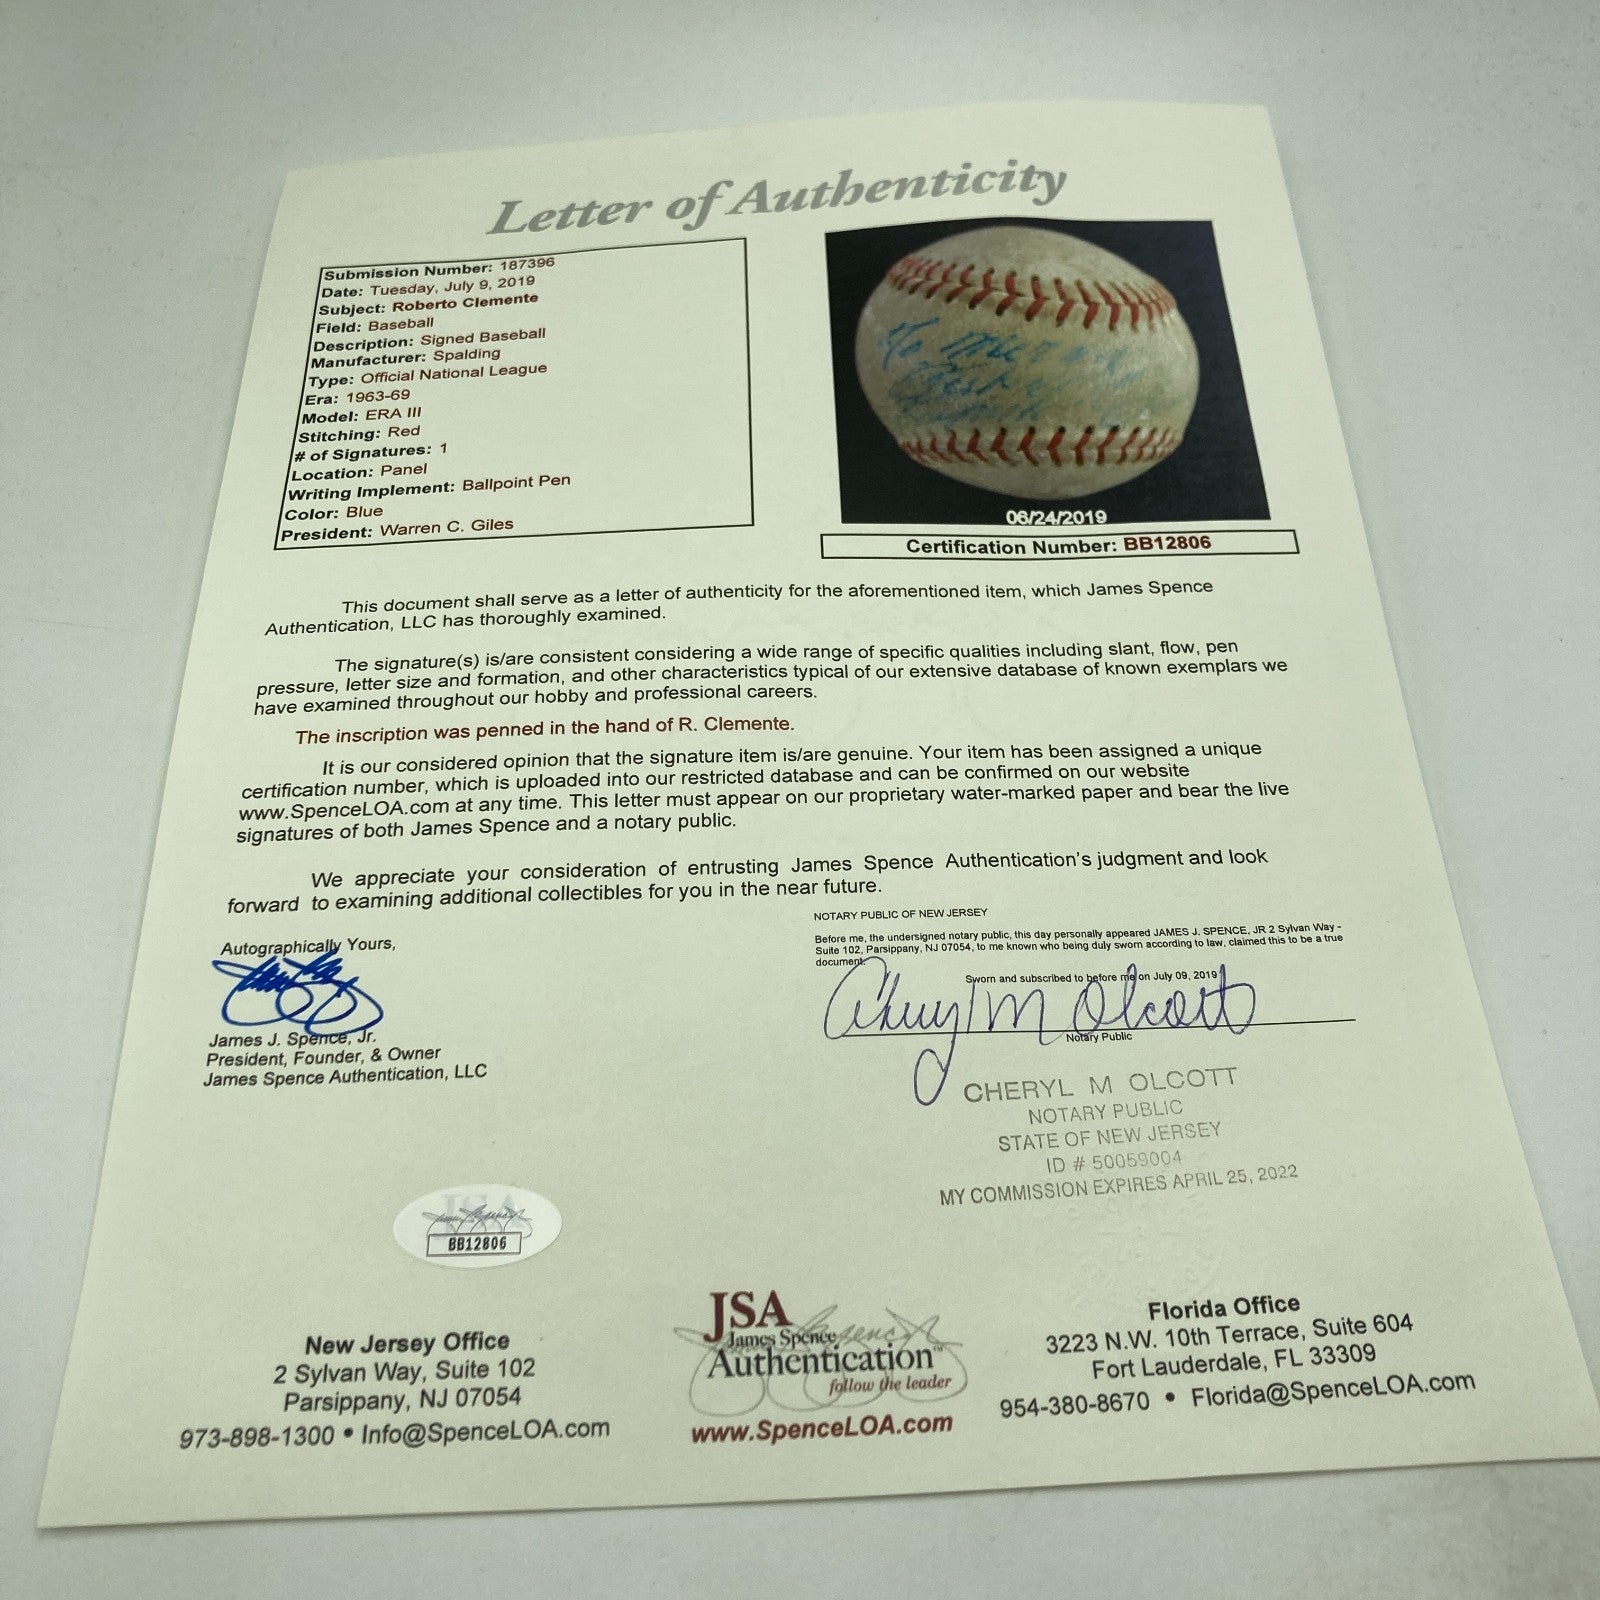 Letter of Authenticity
Submission Number: 187396
Date: Tuesday, July 9, 2019
Subject: Roberto Clemente
Field: Baseball
Description: Signed Baseball
Manufacturer: Spalding
Type: Official National League
Era: 1963-69
Model: ERA III
Stitching: Red
# of Signatures: 1
Location: Panel
Writing Implement: Ballpoint Pen
Color: Blue
President: Warren C. Giles
To
06/24/2019
Certification Number: BB12806
This document shall serve as a letter of authenticity for the aforementioned item, which James Spence
Authentication, LLC has thoroughly examined.
The signature(s) is/are consistent considering a wide range of specific qualities including slant, flow, pen
pressure, letter size and formation, and other characteristics typical of our extensive database of known exemplars we
have examined throughout our hobby and professional careers.
The inscription was penned in the hand of R. Clemente.
It is our considered opinion that the signature item is/are genuine. Your item has been assigned a unique
certification number, which is uploaded into our restricted database and can be confirmed on our website
www.SpenceLOA.com at any time. This letter must appear on our proprietary water-marked paper and bear the live
signatures of both James Spence and a notary public.
We appreciate your consideration of entrusting James Spence Authentication's judgment and look
forward to examining additional collectibles for you in the near future.
Autographically Yours,
James J. Spence, Jr.
President, Founder, & Owner
James Spence Authentication, LLC
NOTARY PUBLIC OF NEW JERSEY
Before me, the undersigned notary public, this day personally appeared JAMES J. SPENCE, JR 2 Sylvan Way -
Suite 102, Parsippany, NJ 07054, to me known who being duly sworn according to law, claimed this to be a true
document.
Sworn and subscribed to before me on July 09, 2019
Cheryl M Olcott
Notary Public
CHERYL M OLCOTT
NOTARY PUBLIC
STATE OF NEW JERSEY
ID # 50059004
MY COMMISSION EXPIRES APRIL 25, 2022
JSA
BB12806
New Jersey Office
2 Sylvan Way, Suite 102
Parsippany, NJ 07054
973-898-1300 • Info@SpenceLOA.com
JSA
James Spence
Authentication™
follow the leader
www.SpenceLOA.com
Florida Office
3223 N.W. 10th Terrace, Suite 604
Fort Lauderdale, FL 33309
954-380-8670 • Florida@SpenceLOA.com